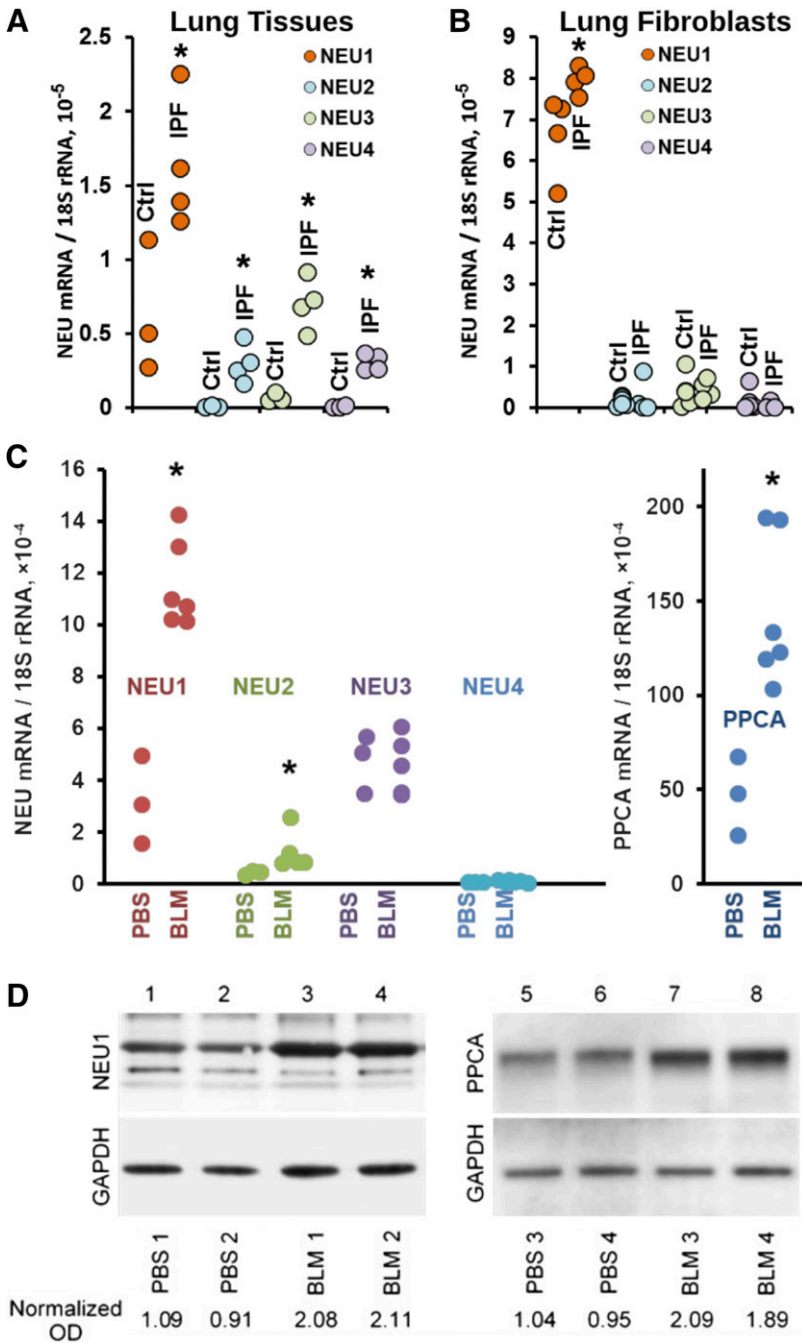 A Lung Tissues
NEU mRNA / 18S rRNA, 10-5
2.5
2
1.5
1
0.5
0
Ctrl
*
IPF
Ctrl
*
IPF
Ctrl
*
IPF
Ctrl
*
IPF
NEU1
NEU2
NEU3
NEU4
B Lung Fibroblasts
NEU mRNA / 18S rRNA, 10-5
9
8
7
6
5
4
3
2
1
0
Ctrl
*
IPF
Ctrl
IPF
Ctrl
IPF
Ctrl
IPF
NEU1
NEU2
NEU3
NEU4
C
NEU mRNA / 18S rRNA, ×10-4
16
14
12
10
8
6
4
2
0
*
*
NEU1 NEU2 NEU3 NEU4
PBS BLM PBS BLM PBS BLM PBS BLM
PPCA mRNA / 18S rRNA, ×10-4
200
150
100
50
0
*
PPCA
PBS BLM
D
1 2 3 4
NEU1
GAPDH
5 6 7 8
PPCA
GAPDH
PBS 1 PBS 2 BLM 1 BLM 2 PBS 3 PBS 4 BLM 3 BLM 4
Normalized
OD 1.09 0.91 2.08 2.11 1.04 0.95 2.09 1.89